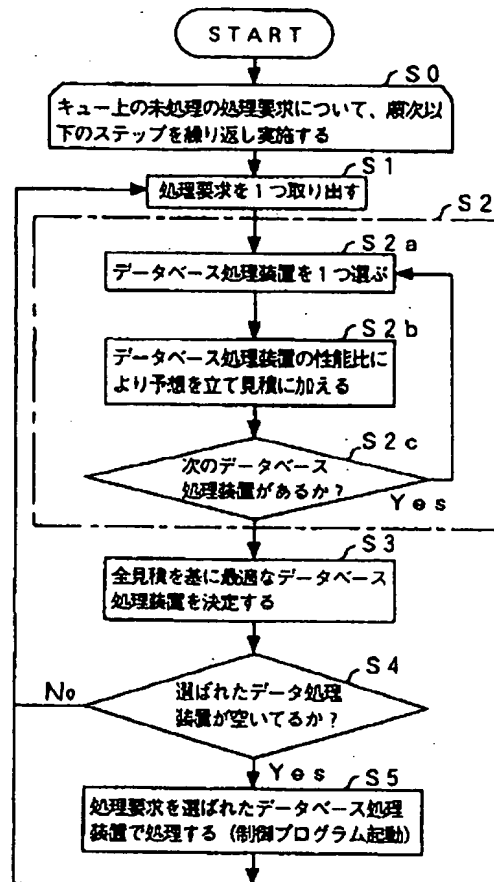 START
S0
キュー上の未処理の処理要求について、順次以
下のステップを繰り返し実施する
S1
処理要求を1つ取り出す
S2
S2a
データベース処理装置を1つ選ぶ
S2b
データベース処理装置の性能比に
より予想を立て見積に加える
S2c
次のデータベース
処理装置があるか？
Yes
S3
全見積を基に最適なデータベース
処理装置を決定する
S4
No
選ばれたデータ処理
装置が空いてるか？
Yes
S5
処理要求を選ばれたデータベース処理
装置で処理する（制御プログラム起動）